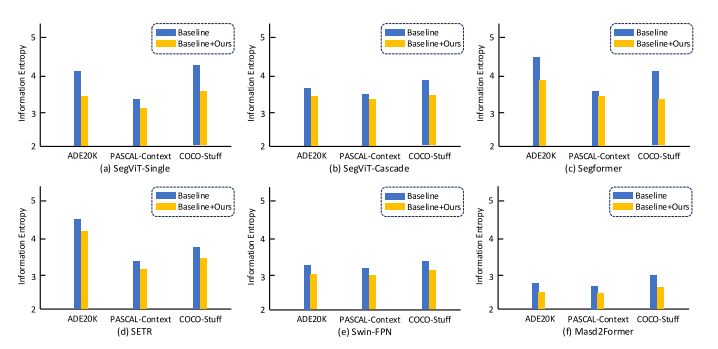 5
4
3
2
Information Entropy
Baseline
Baseline+Ours
ADE20K PASCAL-Context COCO-Stuff
(a) SegViT-Single
5
4
3
2
Information Entropy
Baseline
Baseline+Ours
ADE20K PASCAL-Context COCO-Stuff
(b) SegViT-Cascade
5
4
3
2
Information Entropy
Baseline
Baseline+Ours
ADE20K PASCAL-Context COCO-Stuff
(c) Segformer
5
4
3
2
Information Entropy
Baseline
Baseline+Ours
ADE20K PASCAL-Context COCO-Stuff
(d) SETR
5
4
3
2
Information Entropy
Baseline
Baseline+Ours
ADE20K PASCAL-Context COCO-Stuff
(e) Swin-FPN
5
4
3
2
Information Entropy
Baseline
Baseline+Ours
ADE20K PASCAL-Context COCO-Stuff
(f) Masd2Former